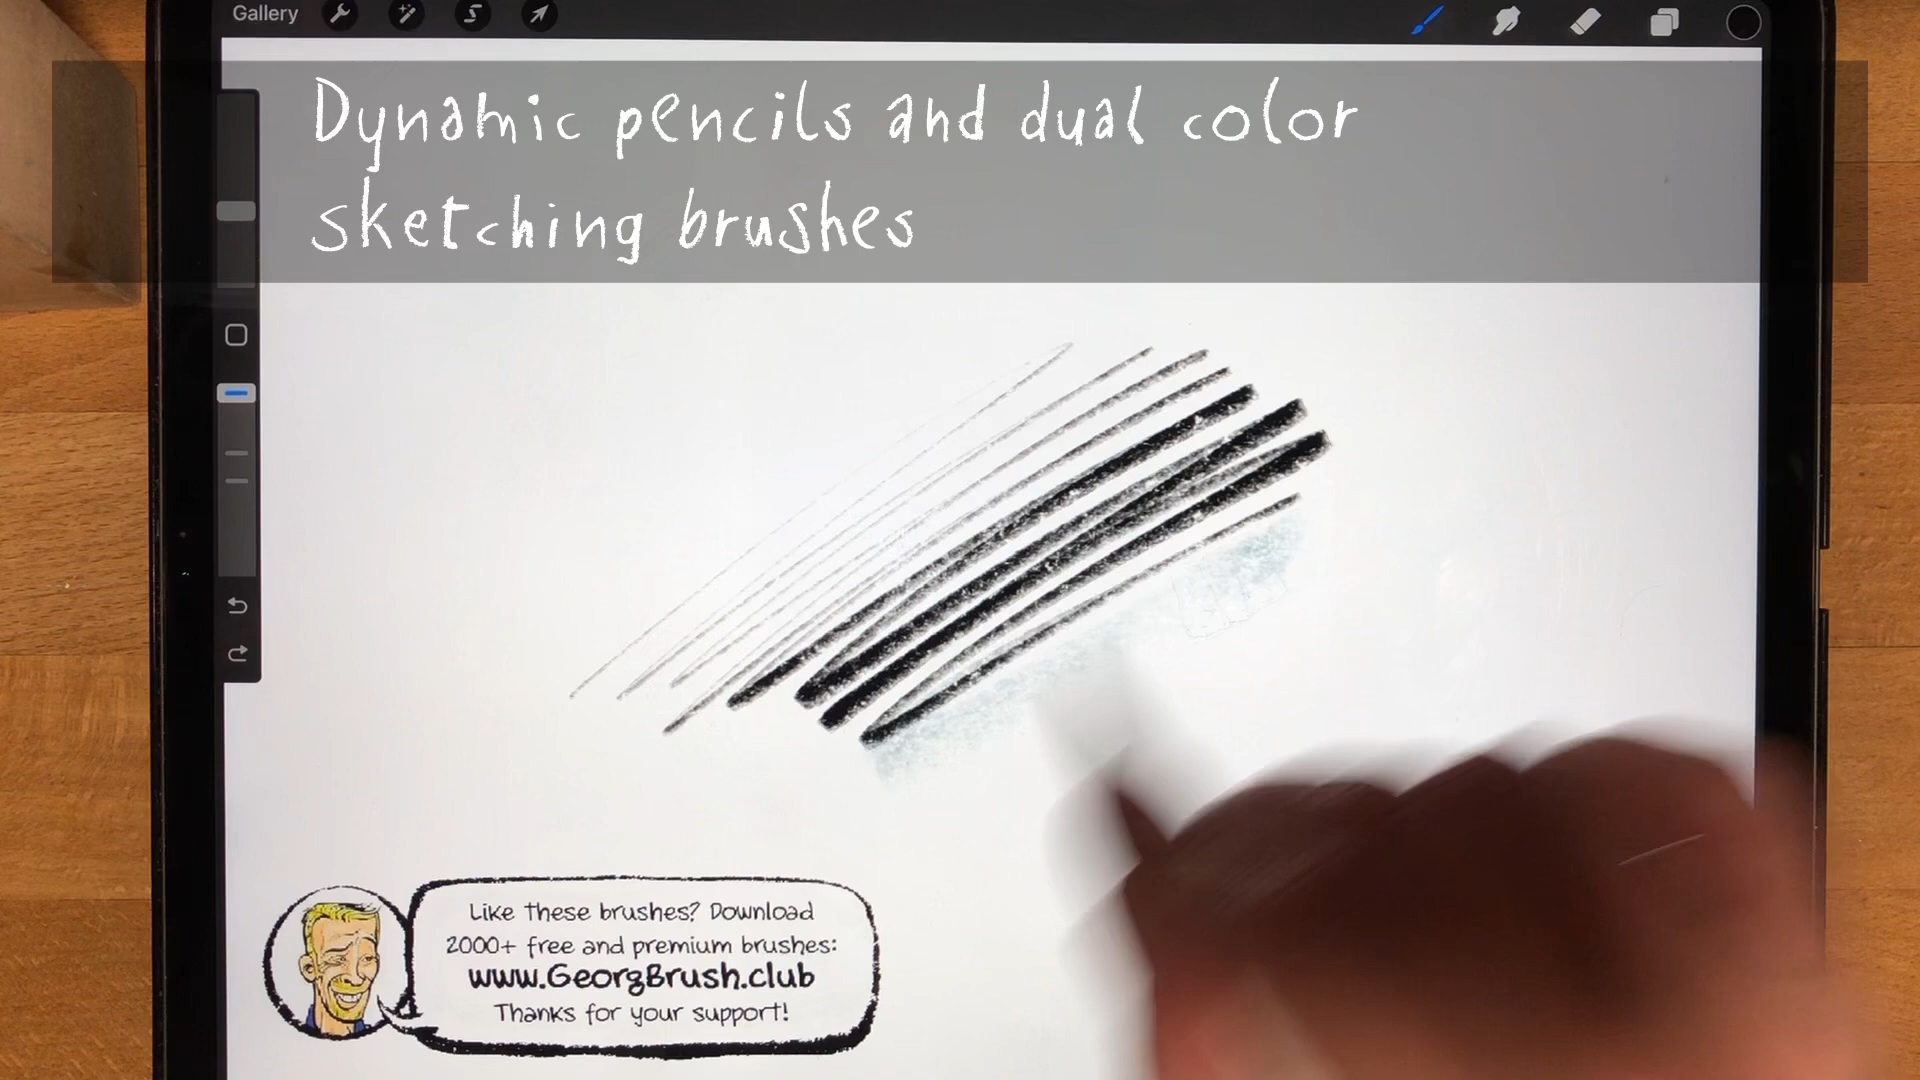 Gallery
Dynamic pencils and dual color
sketching brushes
Like these brushes? Download
2000+ free and premium brushes:
www.GeorgBrush.club
Thanks for your support!